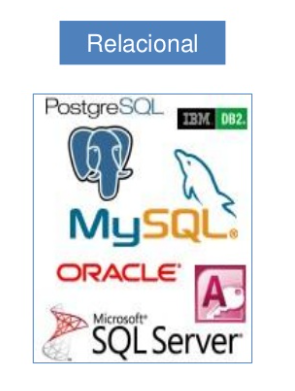 Relacional
PostgreSQL
IBM DB2.
MySQL®
ORACLE®
A
Microsoft®
SQL Server®